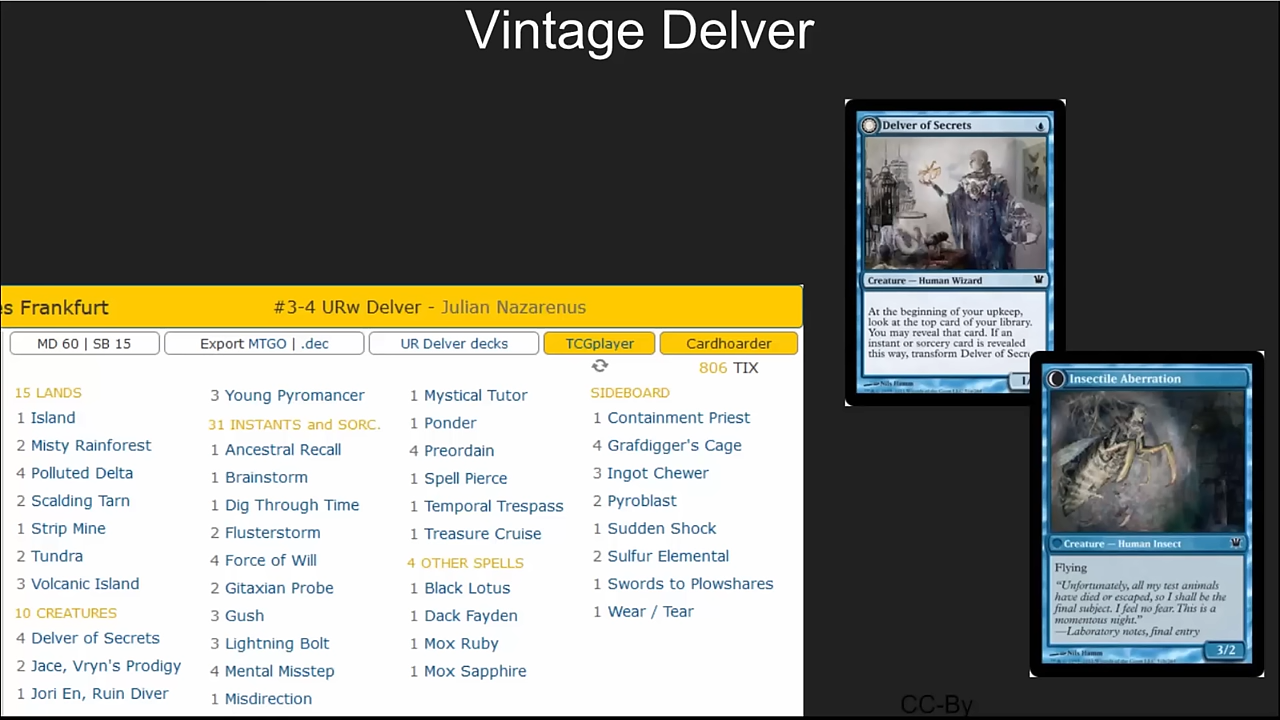 Vintage Delver
es Frankfurt
#3-4 URw Delver - Julian Nazarenus
MD 60 | SB 15
Export MTGO | .dec
UR Delver decks
TCGplayer
Cardhoarder
806 TIX
15 LANDS
1 Island
2 Misty Rainforest
4 Polluted Delta
2 Scalding Tarn
1 Strip Mine
2 Tundra
3 Volcanic Island
10 CREATURES
4 Delver of Secrets
2 Jace, Vryn's Prodigy
1 Jori En, Ruin Diver
3 Young Pyromancer
31 INSTANTS and SORC.
1 Ancestral Recall
1 Brainstorm
1 Dig Through Time
2 Flusterstorm
4 Force of Will
2 Gitaxian Probe
3 Gush
3 Lightning Bolt
4 Mental Misstep
1 Misdirection
1 Mystical Tutor
1 Ponder
4 Preordain
1 Spell Pierce
1 Temporal Trespass
1 Treasure Cruise
4 OTHER SPELLS
1 Black Lotus
1 Dack Fayden
1 Mox Ruby
1 Mox Sapphire
SIDEBOARD
1 Containment Priest
4 Grafdigger's Cage
3 Ingot Chewer
2 Pyroblast
1 Sudden Shock
2 Sulfur Elemental
1 Swords to Plowshares
1 Wear / Tear
Delver of Secrets
Creature — Human Wizard
At the beginning of your upkeep,
look at the top card of your library.
You may reveal that card. If an
instant or sorcery card is revealed
this way, transform Delver of Secre
Nils Hamm
1/
Insectile Aberration
Creature — Human Insect
Flying
"Unfortunately, all my test animals
have died or escaped, so I shall be the
final subject. I feel no fear. This is a
momentous night."
—Laboratory notes, final entry
Nils Hamm
3/2
CC-By